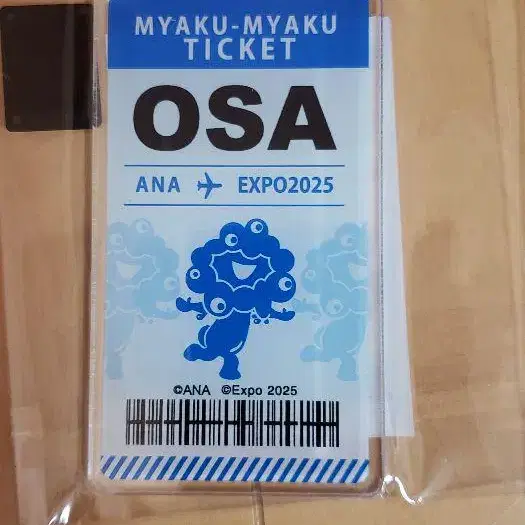 MYAKU-MYAKU
TICKET
OSA
ANA ✈ EXPO2025
©ANA ©Expo 2025